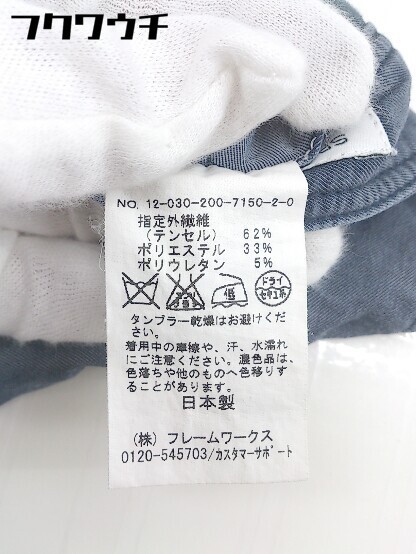 フクワウチ
NO. 12-030-200-7150-2-0
指定外繊維
(テンセル) 62%
ポリエステル 33%
ポリウレタン 5%
エンソサラシ 低 ドライ セキユ系
タンブラー乾燥はお避けくだ
さい。
着用中の摩擦や、汗、水濡れ
にご注意ください。濃色品は、
色落ちや他のものへ色移りす
ることがあります。
日本製
(株) フレームワークス
0120-545703/カスタマーサポート